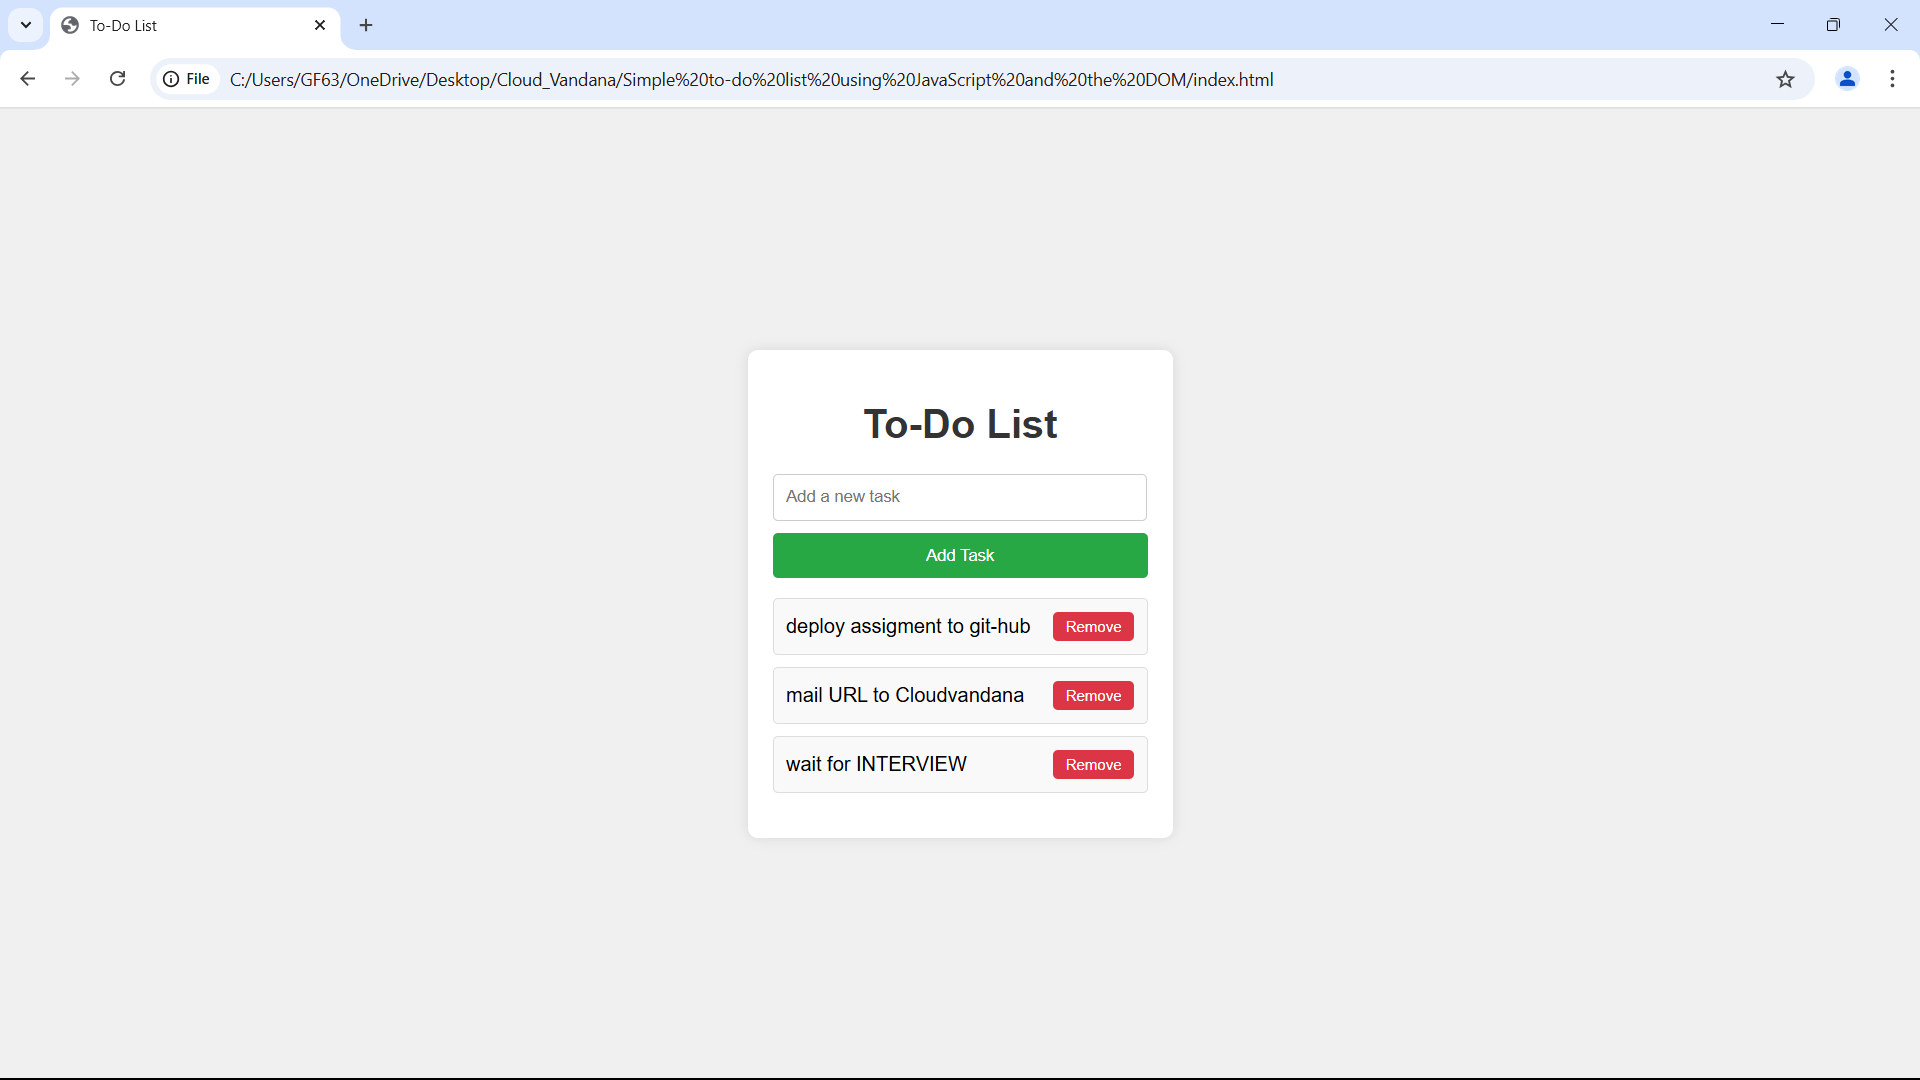 To-Do List
File
C:/Users/GF63/OneDrive/Desktop/Cloud_Vandana/Simple%20to-do%20list%20using%20JavaScript%20and%20the%20DOM/index.html
To-Do List
Add a new task
Add Task
deploy assigment to git-hub Remove
mail URL to Cloudvandana Remove
wait for INTERVIEW Remove